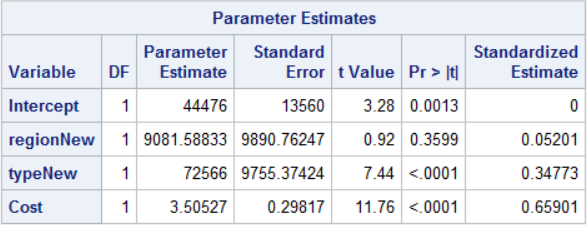 Parameter Estimates
Variable DF Parameter Estimate Standard Error t Value Pr > |t| Standardized Estimate
Intercept 1 44476 13560 3.28 0.0013 0
regionNew 1 9081.58833 9890.76247 0.92 0.3599 0.05201
typeNew 1 72566 9755.37424 7.44 <.0001 0.34773
Cost 1 3.50527 0.29817 11.76 <.0001 0.65901